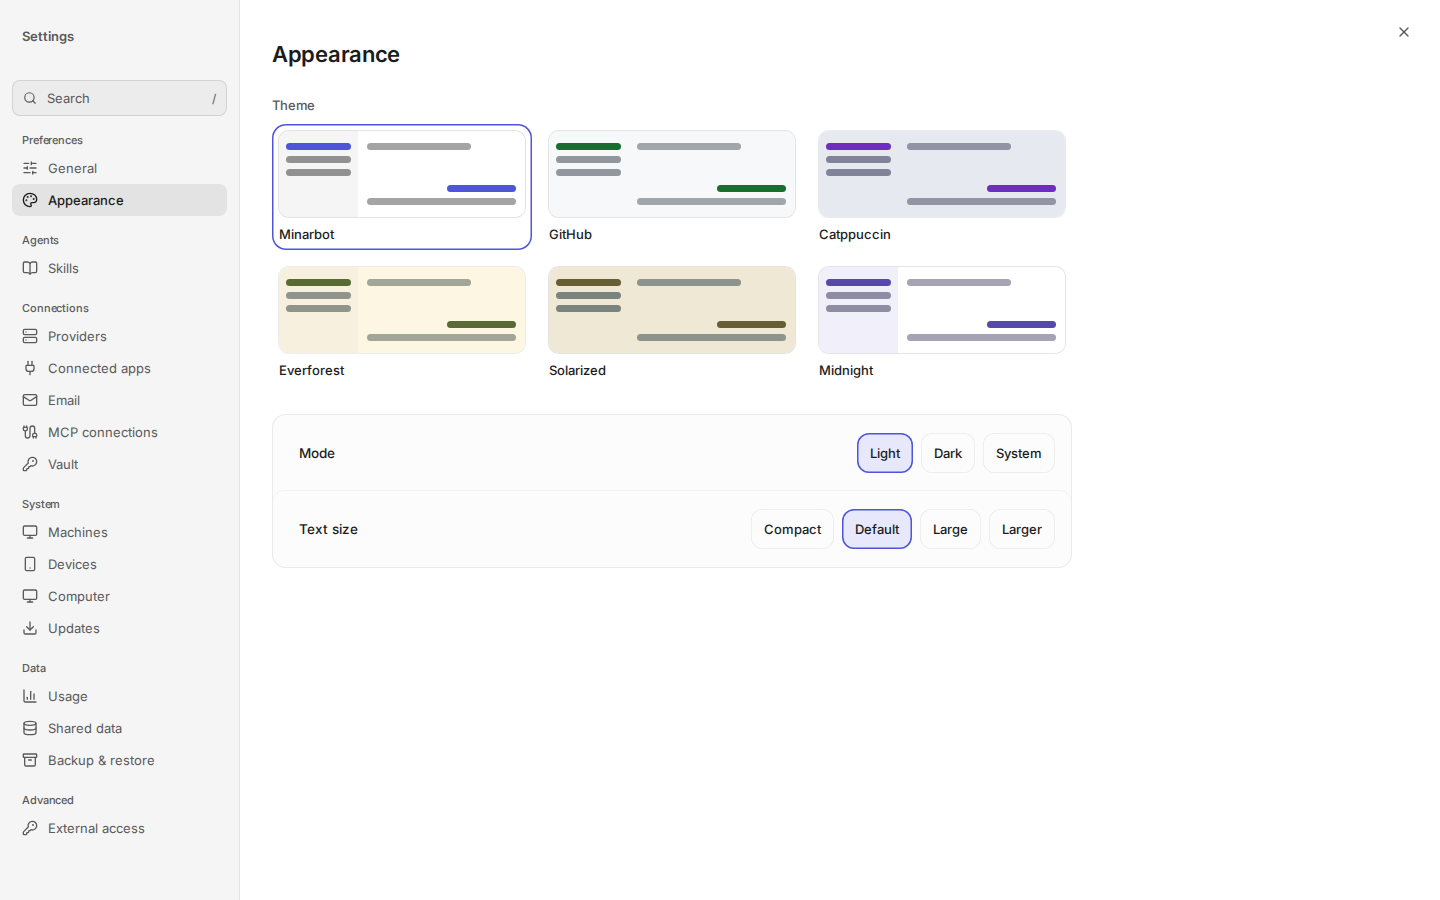 Settings
Search /
Preferences
General
Appearance
Agents
Skills
Connections
Providers
Connected apps
Email
MCP connections
Vault
System
Machines
Devices
Computer
Updates
Data
Usage
Shared data
Backup & restore
Advanced
External access
Appearance
Theme
Minarbot
GitHub
Catppuccin
Everforest
Solarized
Midnight
Mode
Light
Dark
System
Text size
Compact
Default
Large
Larger